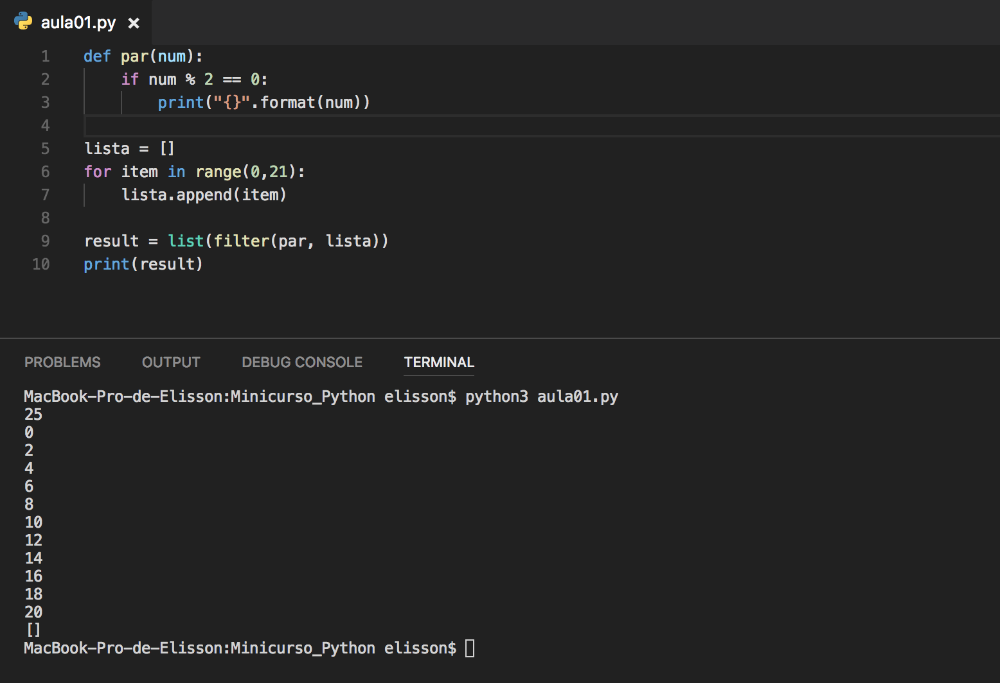 aula01.py ×
1 def par(num):
2     if num % 2 == 0:
3         print("{}".format(num))
4
5 lista = []
6 for item in range(0,21):
7     lista.append(item)
8
9 result = list(filter(par, lista))
10 print(result)
PROBLEMS OUTPUT DEBUG CONSOLE TERMINAL
MacBook-Pro-de-Elisson:Minicurso_Python elisson$ python3 aula01.py
25
0
2
4
6
8
10
12
14
16
18
20
[]
MacBook-Pro-de-Elisson:Minicurso_Python elisson$